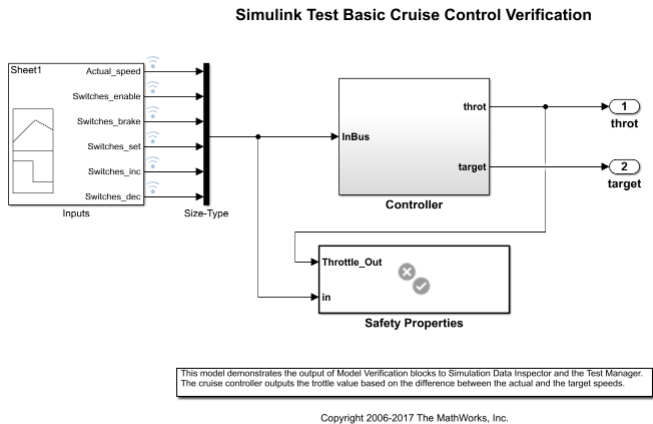 Simulink Test Basic Cruise Control Verification
Sheet1
Actual_speed
Switches_enable
Switches_brake
Switches_set
Switches_inc
Switches_dec
Inputs
Size-Type
InBus
throt
target
Controller
1
throt
2
target
Throttle_Out
in
Safety Properties
This model demonstrates the output of Model Verification blocks to Simulation Data Inspector and the Test Manager.
The cruise controller outputs the trottle value based on the difference between the actual and the target speeds.
Copyright 2006-2017 The MathWorks, Inc.